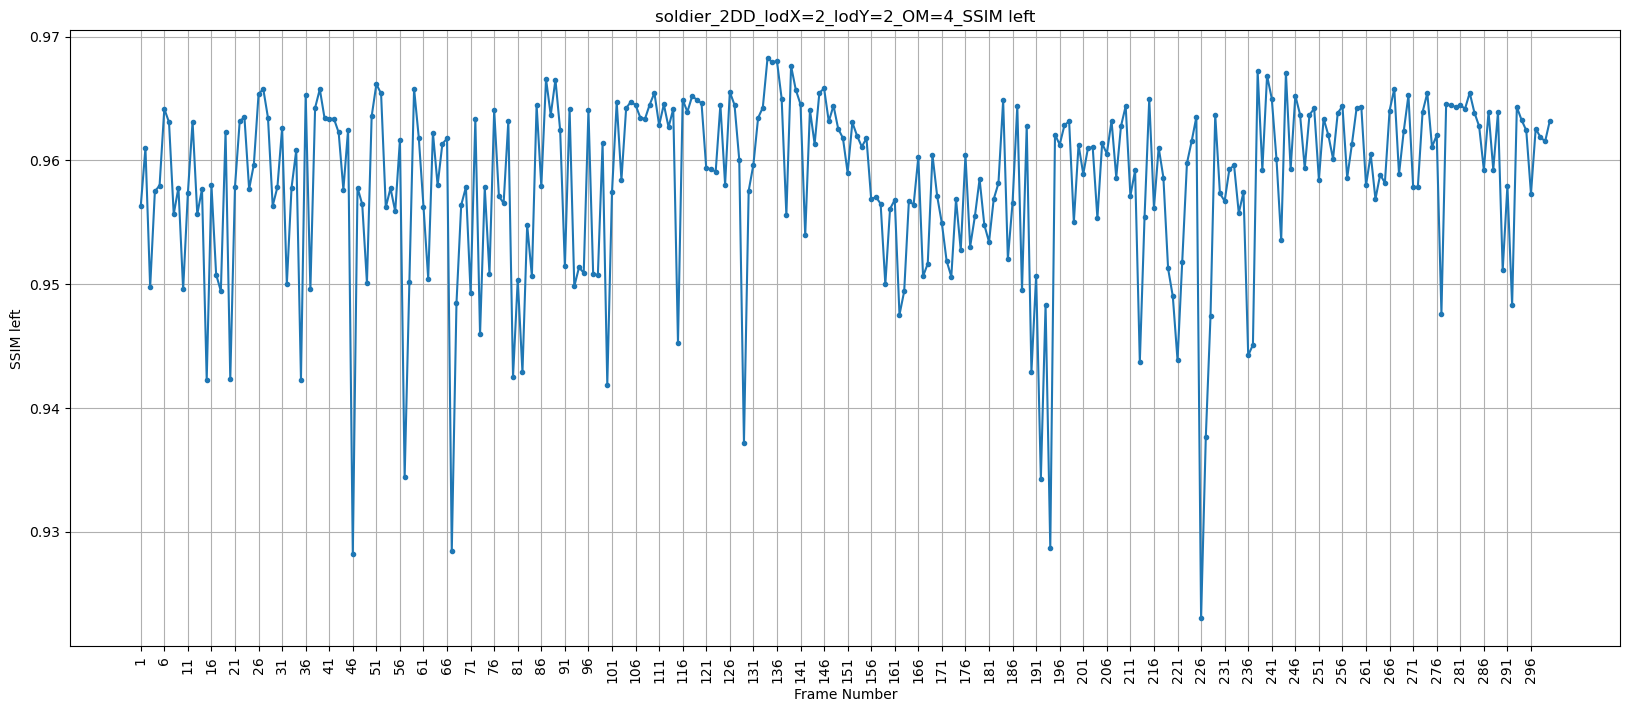 soldier_2DD_lodX=2_lodY=2_OM=4_SSIM left
0.97
0.96
0.95
0.94
0.93
SSIM left
1 6 11 16 21 26 31 36 41 46 51 56 61 66 71 76 81 86 91 96 101 106 111 116 121 126 131 136 141 146 151 156 161 166 171 176 181 186 191 196 201 206 211 216 221 226 231 236 241 246 251 256 261 266 271 276 281 286 291 296
Frame Number